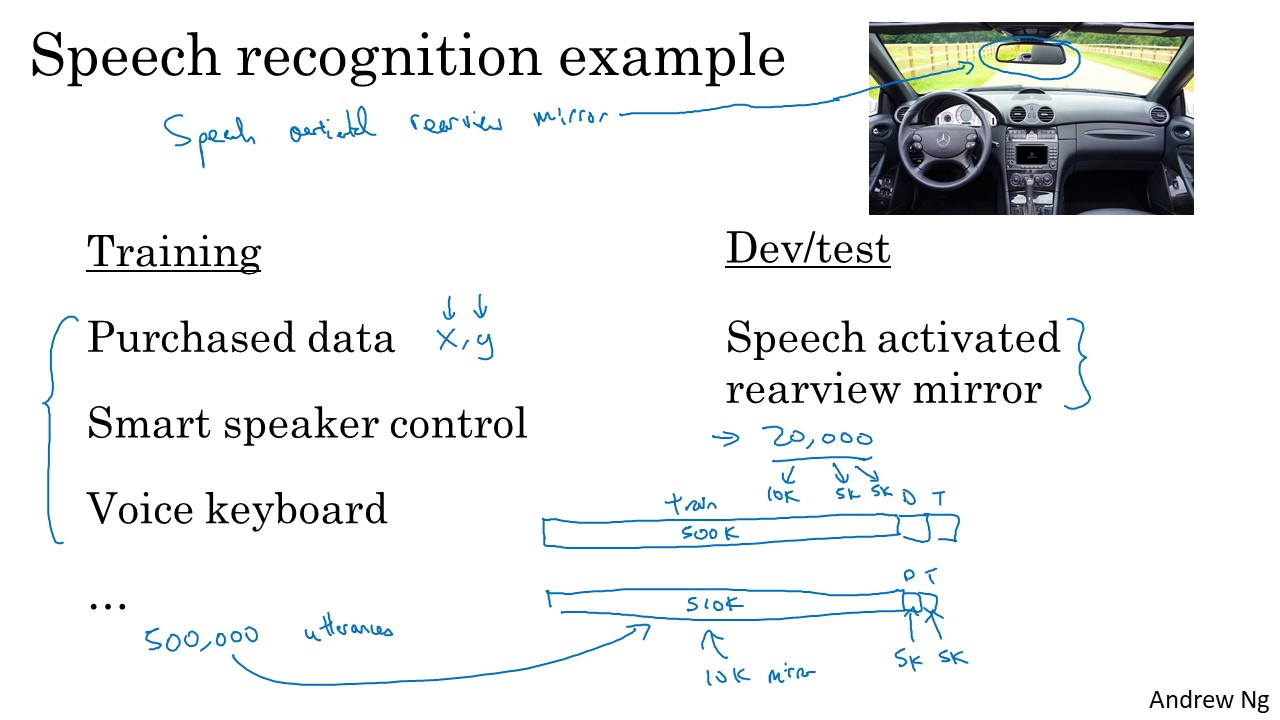 Speech recognition example
Speech activated rearview mirror
Training
Purchased data x, y
Smart speaker control
Voice keyboard
...
500,000 utterances
Dev/test
Speech activated
rearview mirror
20,000
10K 5K 5K
train D T
500K
D T
510K
10K mirror
5K 5K
Andrew Ng